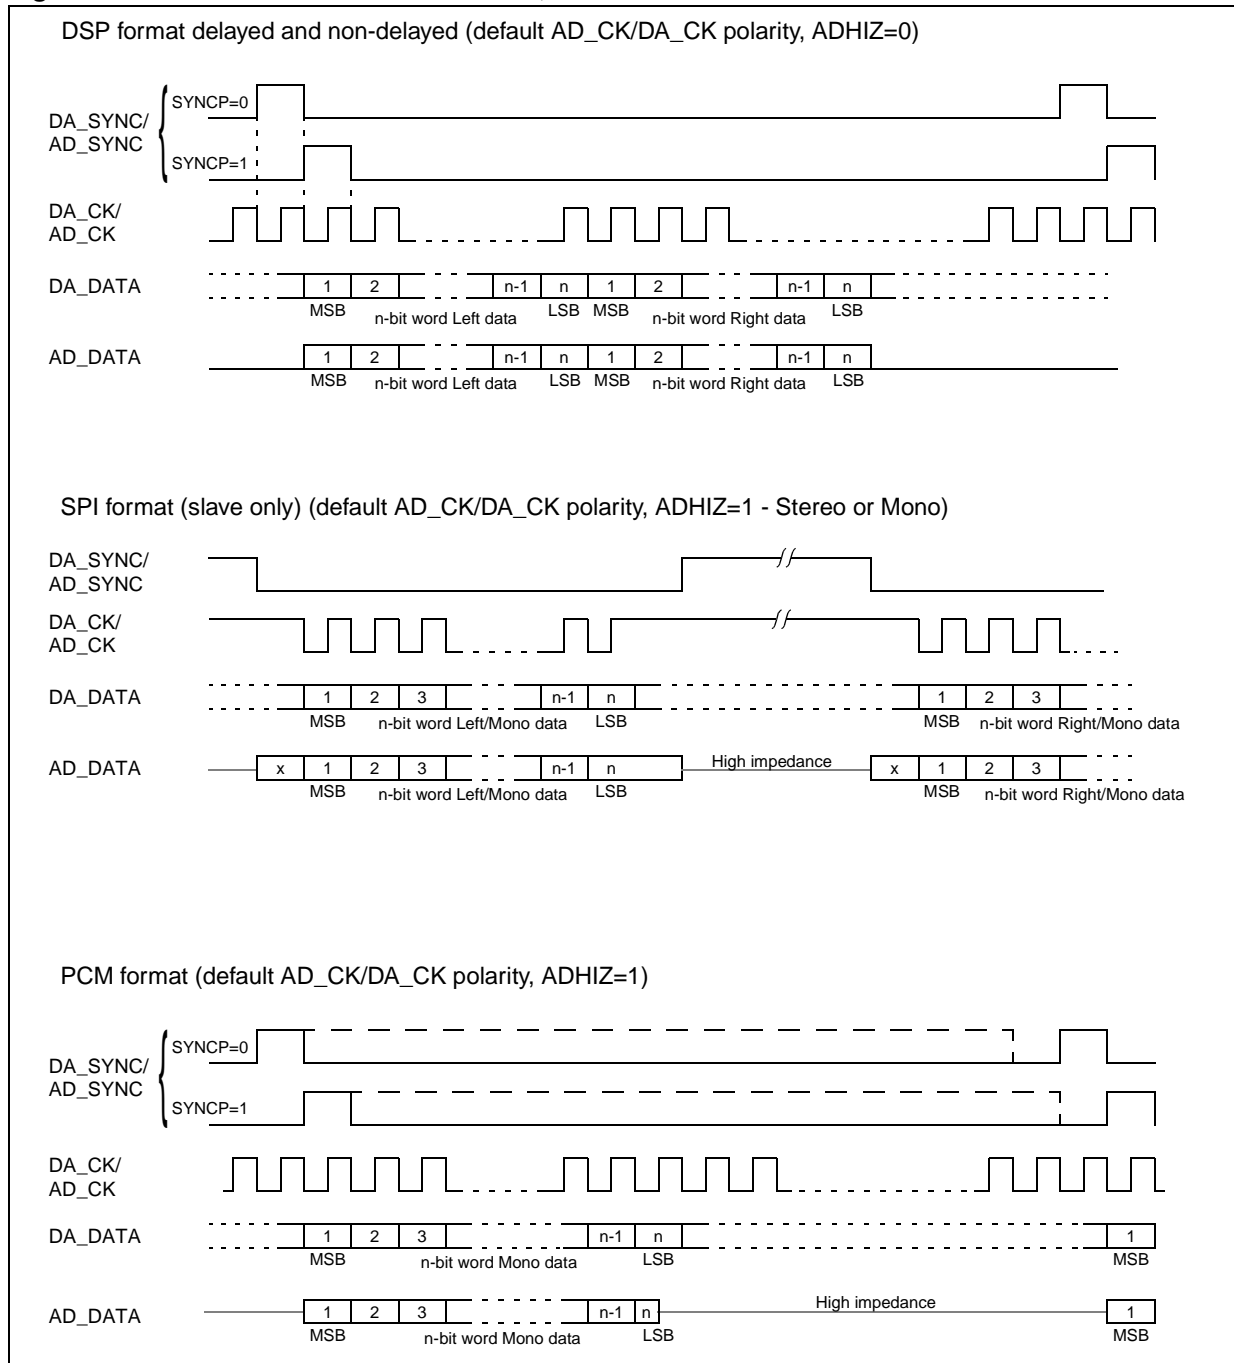 DSP format delayed and non-delayed (default AD_CK/DA_CK polarity, ADHIZ=0)
SYNCP=0
DA_SYNC/
AD_SYNC
SYNCP=1
DA_CK/
AD_CK
DA_DATA
1 2 n-1 n 1 2 n-1 n
MSB n-bit word Left data LSB MSB n-bit word Right data LSB
AD_DATA
1 2 n-1 n 1 2 n-1 n
MSB n-bit word Left data LSB MSB n-bit word Right data LSB
SPI format (slave only) (default AD_CK/DA_CK polarity, ADHIZ=1 - Stereo or Mono)
DA_SYNC/
AD_SYNC
DA_CK/
AD_CK
DA_DATA
1 2 3 n-1 n 1 2 3
MSB n-bit word Left/Mono data LSB MSB n-bit word Right/Mono data
AD_DATA
x 1 2 3 n-1 n High impedance x 1 2 3
MSB n-bit word Left/Mono data LSB MSB n-bit word Right/Mono data
PCM format (default AD_CK/DA_CK polarity, ADHIZ=1)
SYNCP=0
DA_SYNC/
AD_SYNC
SYNCP=1
DA_CK/
AD_CK
DA_DATA
1 2 3 n-1 n 1
MSB n-bit word Mono data LSB MSB
AD_DATA
1 2 3 n-1 n High impedance 1
MSB n-bit word Mono data LSB MSB